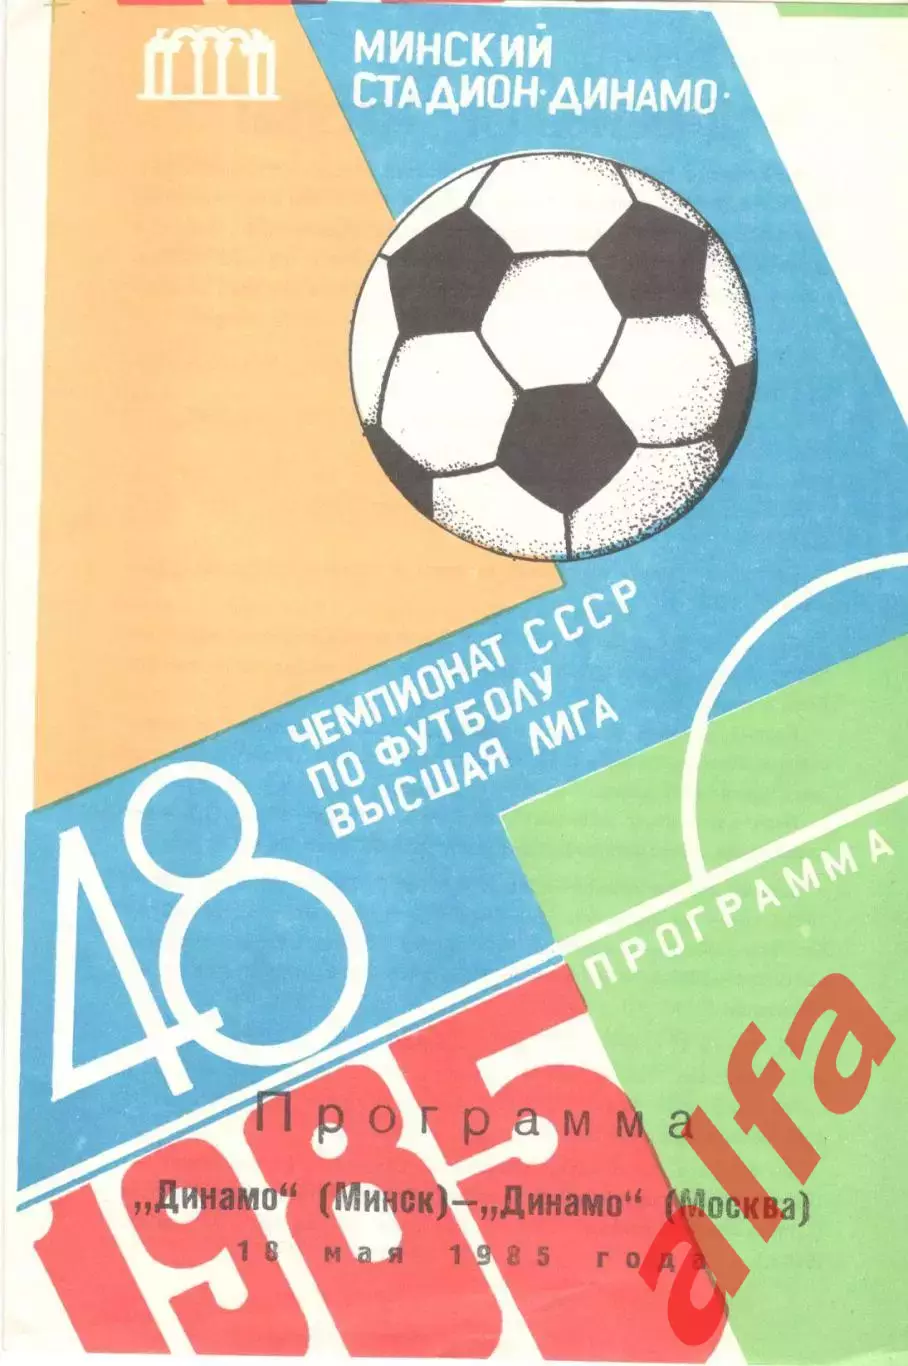 МИНСКИЙ
СТАДИОН·ДИНАМО·
48
ЧЕМПИОНАТ СССР
ПО ФУТБОЛУ
ВЫСШАЯ ЛИГА
ПРОГРАММА
1985
Программа
„Динамо“ (Минск)—„Динамо“ (Москва)
18 мая 1985 года
alfa